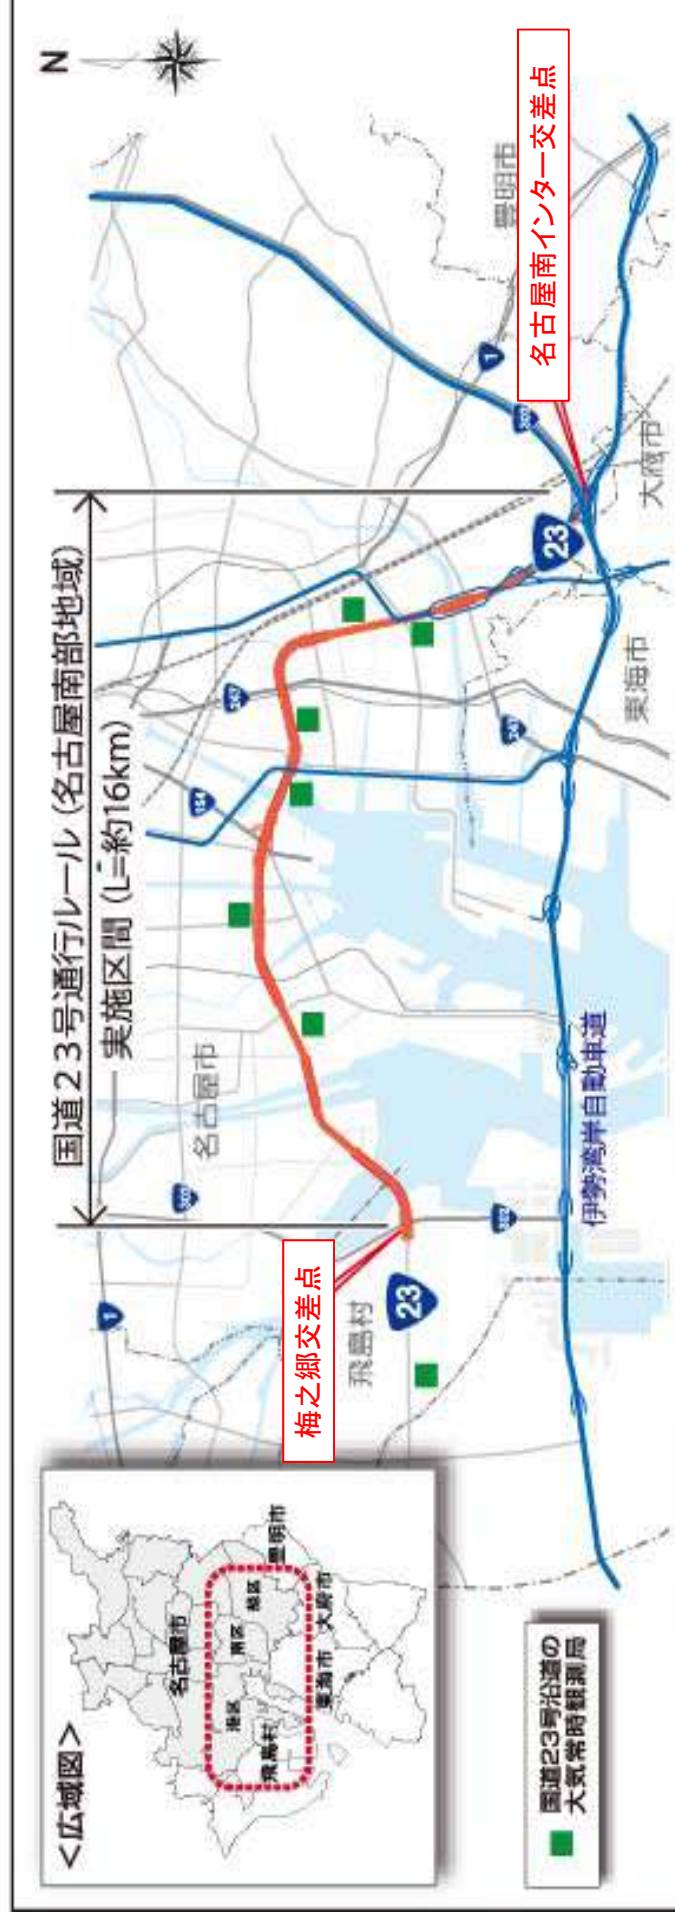 国道23号通行ルール (名古屋南部地域)
実施区間 (L=約16km)
N
名古屋インター交差点
豊明市
1
302
23
大府市
東海市
247
247
154
名古屋市
302
1
302
伊勢湾岸自動車道
梅之郷交差点
飛島村
23
<広域図>
名古屋市
港区
南区
緑区
豊明市
飛島村
東海市
大府市
国道23号沿道の
大気常時観測局